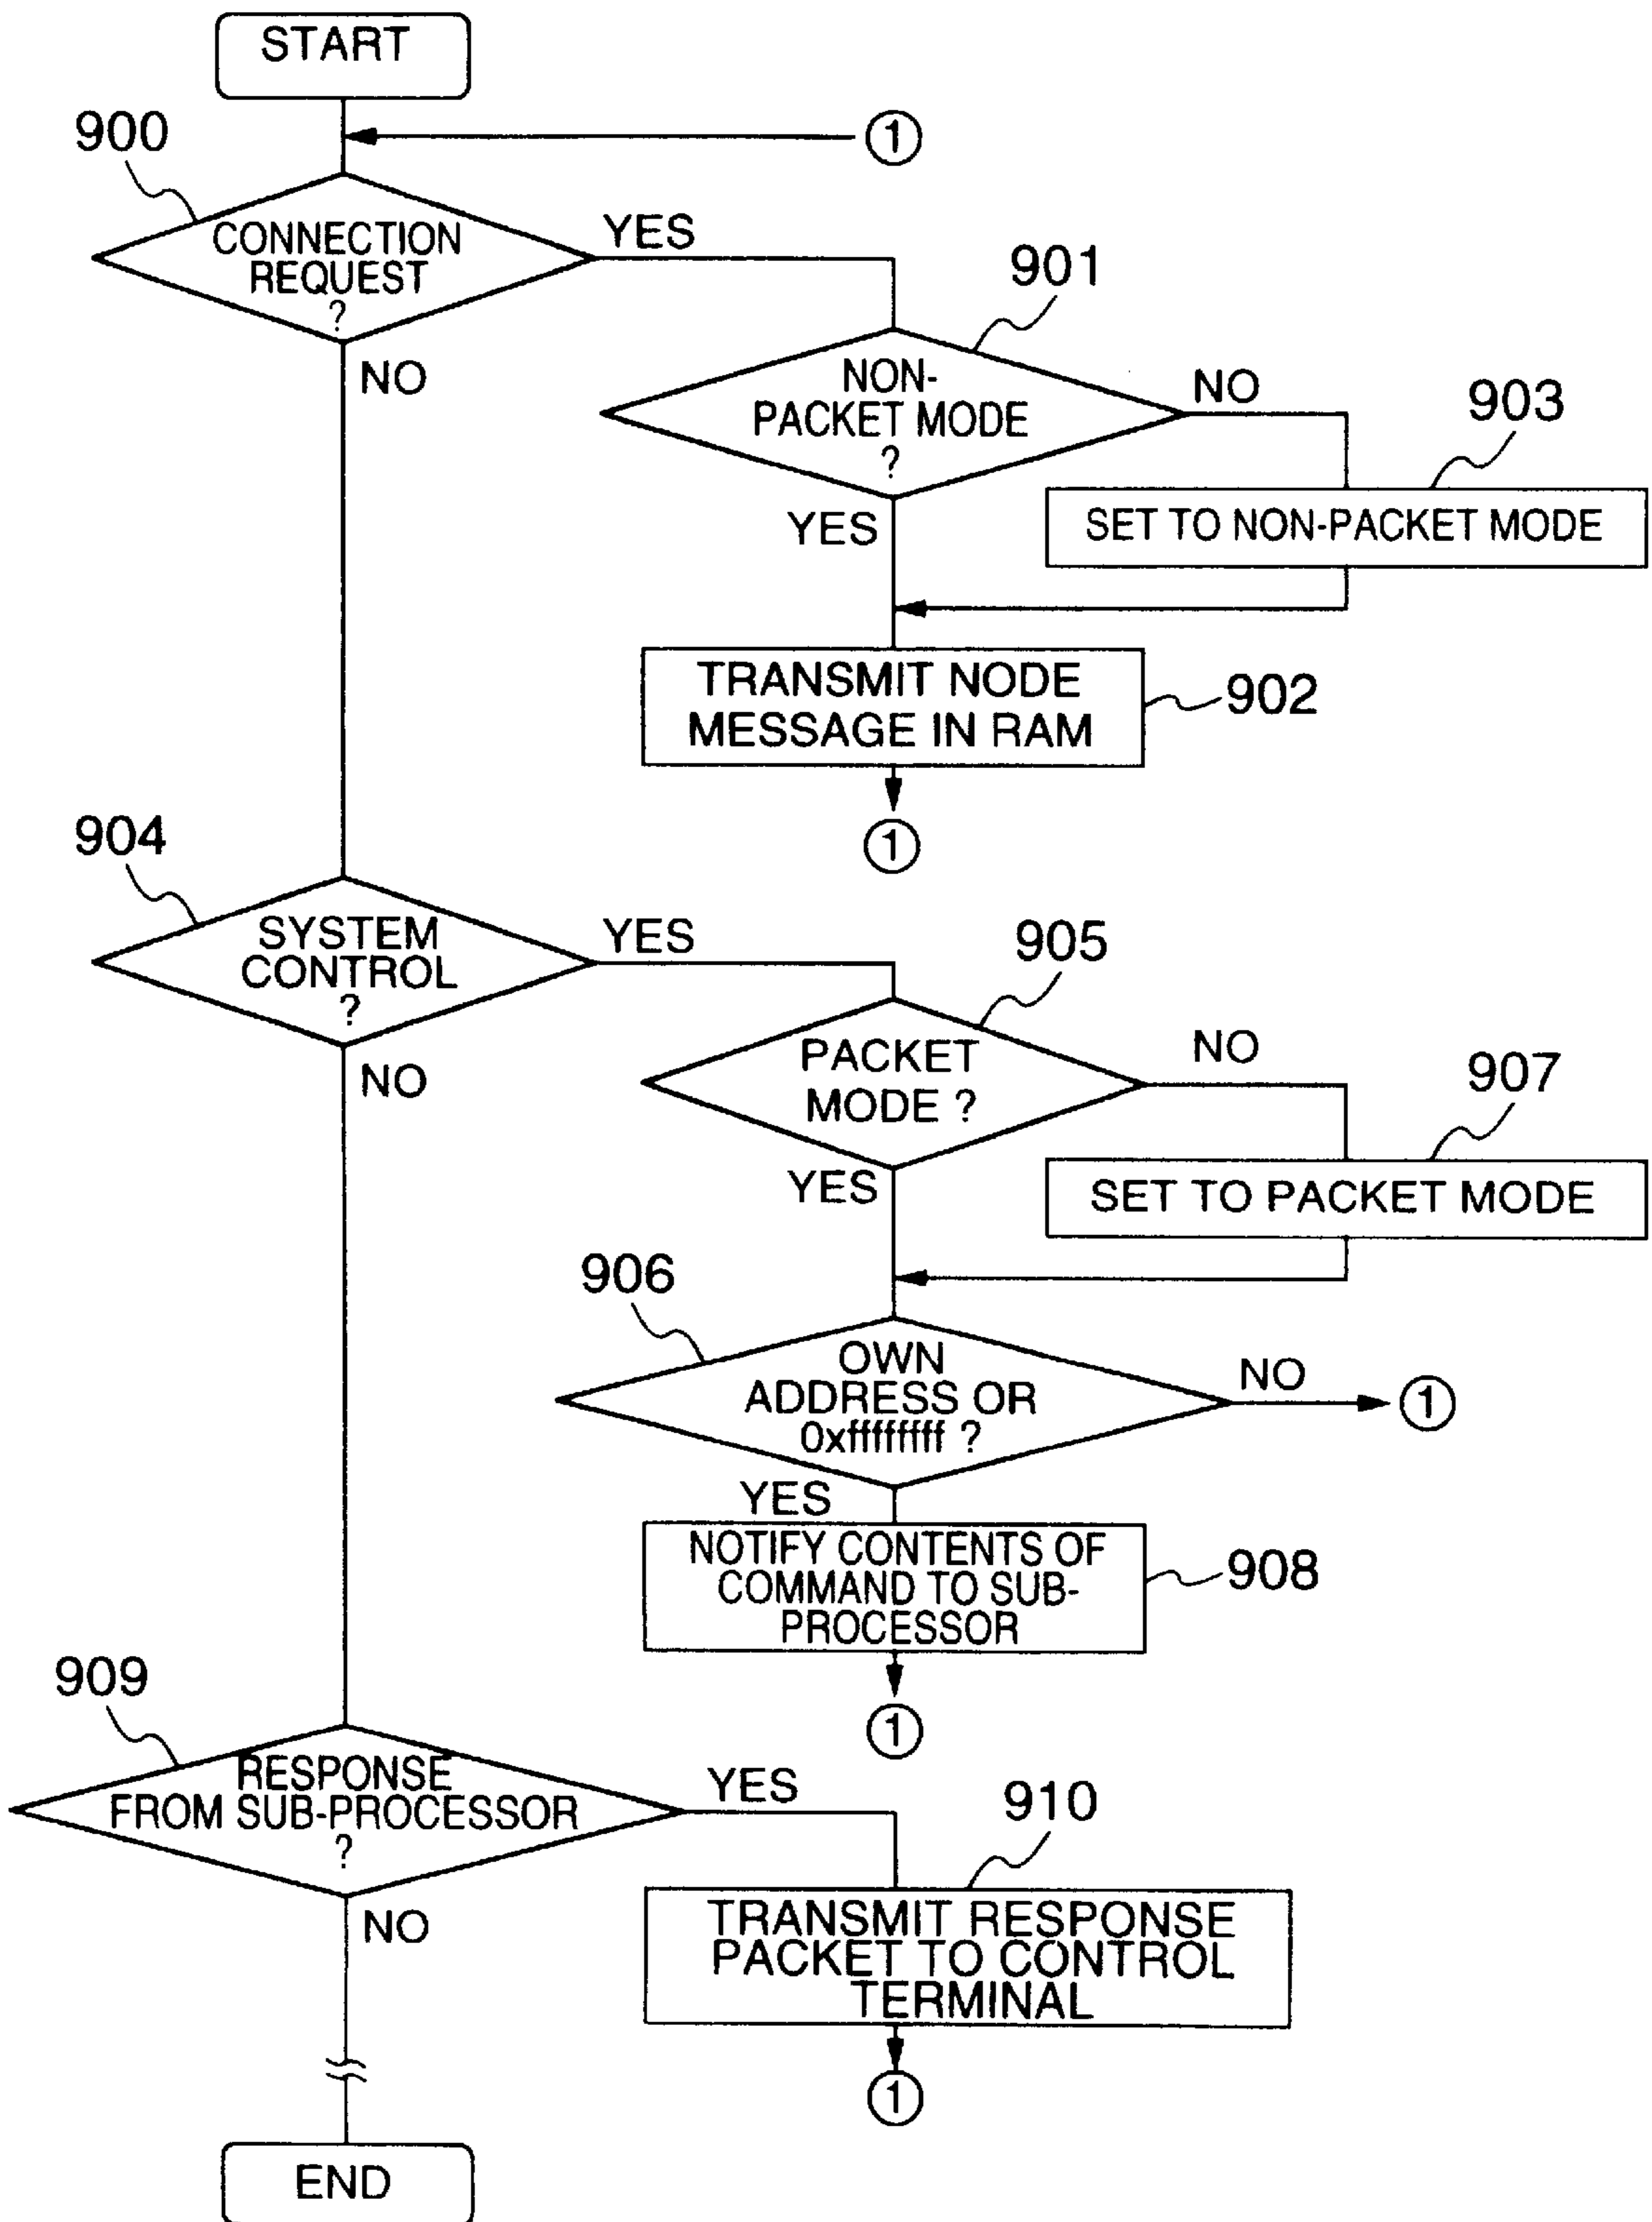 START
①
900
CONNECTION
REQUEST
?
YES
NO
901
NON-
PACKET MODE
?
NO
903
SET TO NON-PACKET MODE
YES
TRANSMIT NODE
MESSAGE IN RAM
902
①
904
SYSTEM
CONTROL
?
YES
NO
905
PACKET
MODE ?
NO
907
SET TO PACKET MODE
YES
906
OWN
ADDRESS OR
0xffffffff ?
NO
①
YES
NOTIFY CONTENTS OF
COMMAND TO SUB-
PROCESSOR
908
①
909
RESPONSE
FROM SUB-PROCESSOR
?
YES
NO
910
TRANSMIT RESPONSE
PACKET TO CONTROL
TERMINAL
①
END